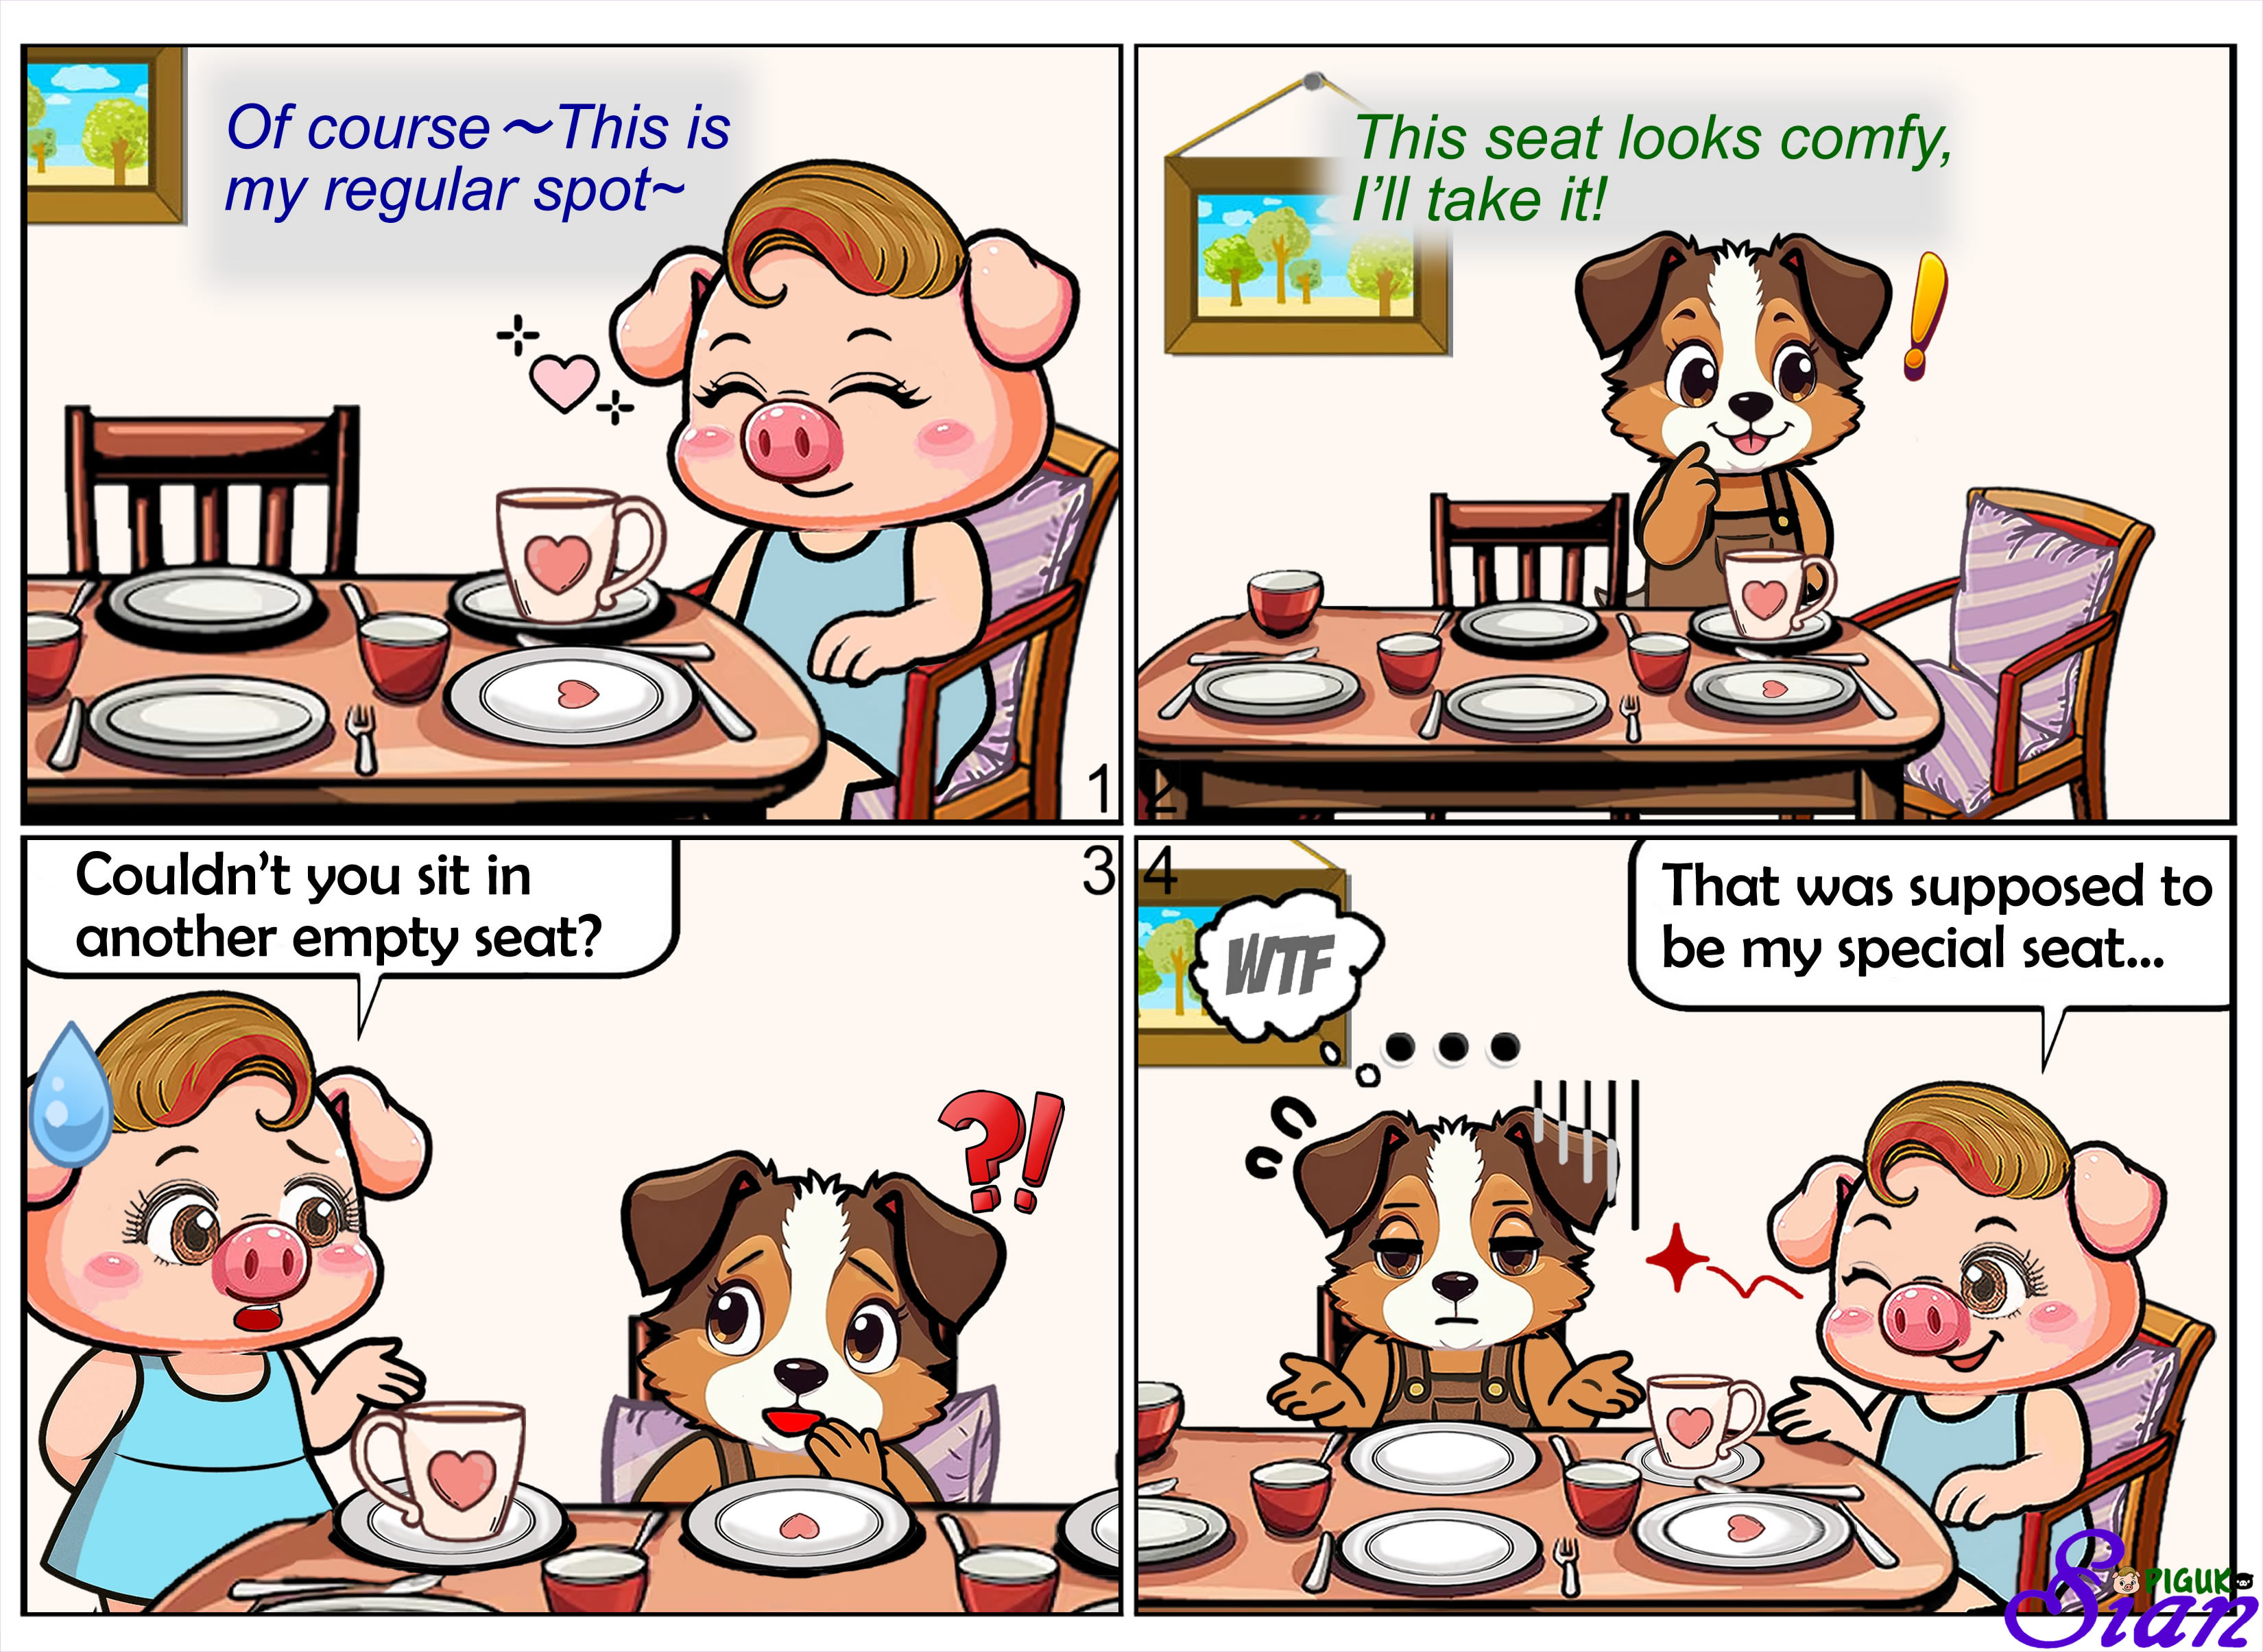 Of course～This is
my regular spot~
1
This seat looks comfy,
I'll take it!
2
Couldn't you sit in
another empty seat?
3
?!
4
WTF
That was supposed to
be my special seat...
PIGUK
Sian